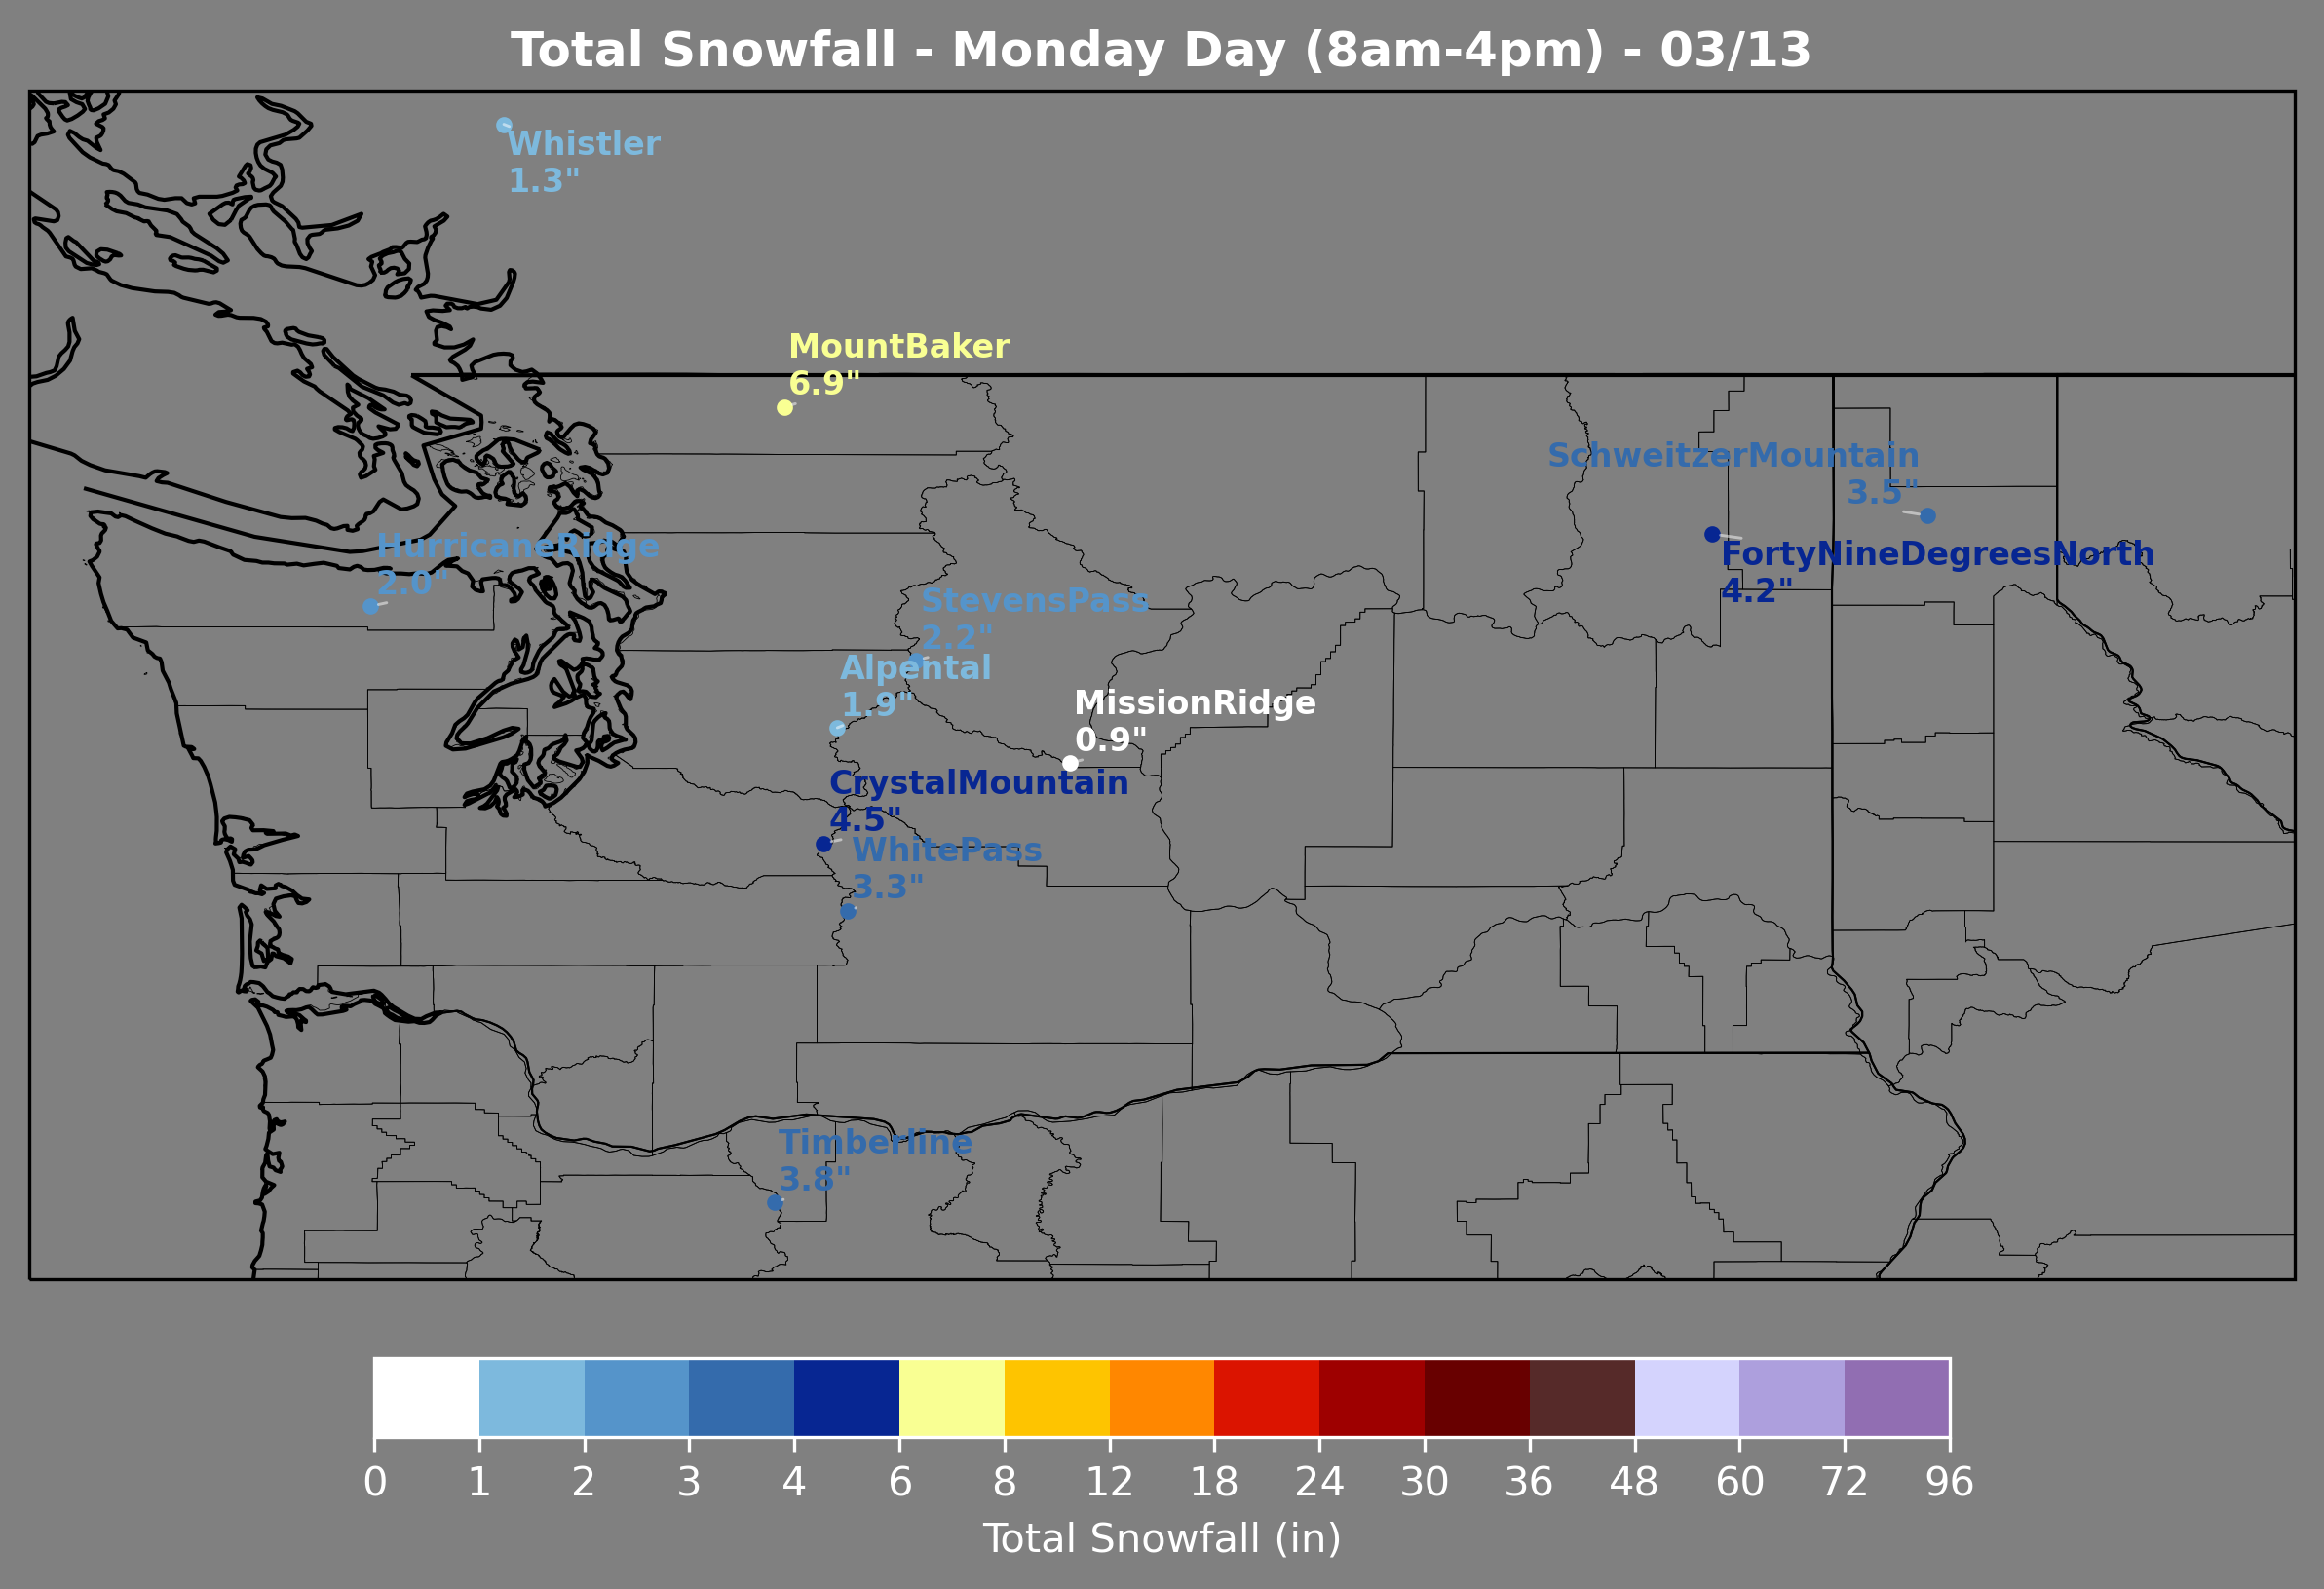 Total Snowfall - Monday Day (8am-4pm) - 03/13
Whistler
1.3"
MountBaker
6.9"
SchweitzerMountain
3.5"
HurricaneRidge
2.0"
FortyNineDegreesNorth
4.2"
StevensPass
2.2"
Alpental
1.9"
MissionRidge
0.9"
CrystalMountain
4.5"
WhitePass
3.3"
Timberline
3.8"
0 1 2 3 4 6 8 12 18 24 30 36 48 60 72 96
Total Snowfall (in)